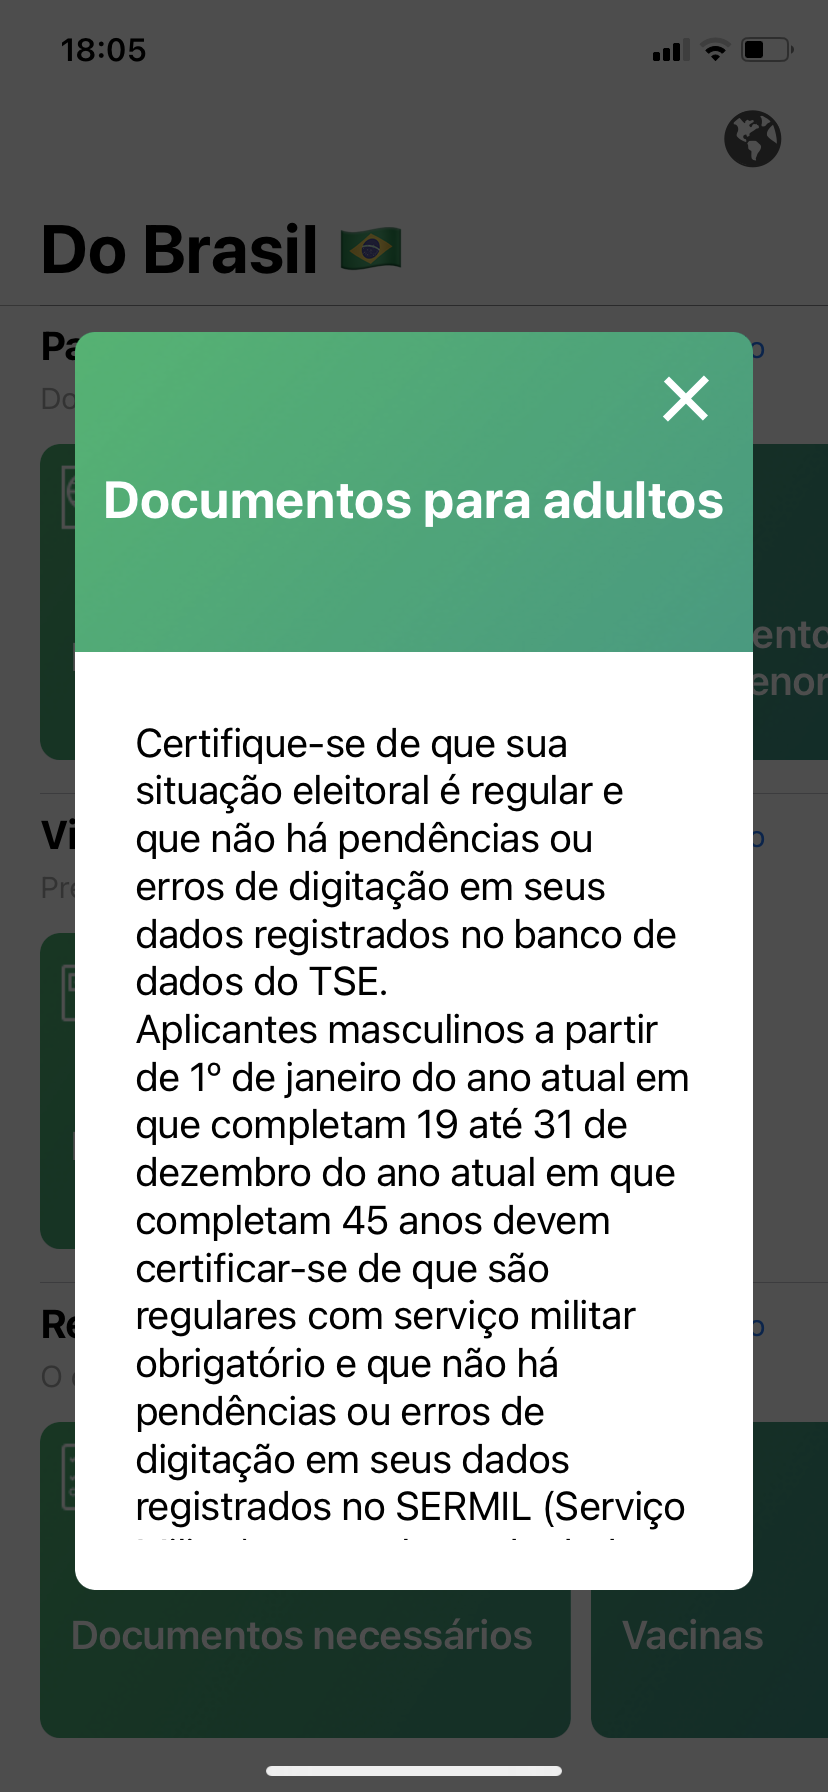 18:05
Do Brasil
Pa
o
Do
Documentos para adultos
ento
enor
Certifique-se de que sua
situação eleitoral é regular e
que não há pendências ou
erros de digitação em seus
dados registrados no banco de
dados do TSE.
Aplicantes masculinos a partir
de 1º de janeiro do ano atual em
que completam 19 até 31 de
dezembro do ano atual em que
completam 45 anos devem
certificar-se de que são
regulares com serviço militar
obrigatório e que não há
pendências ou erros de
digitação em seus dados
registrados no SERMIL (Serviço
Vi
o
Pre
Re
o
O
Documentos necessários
Vacinas